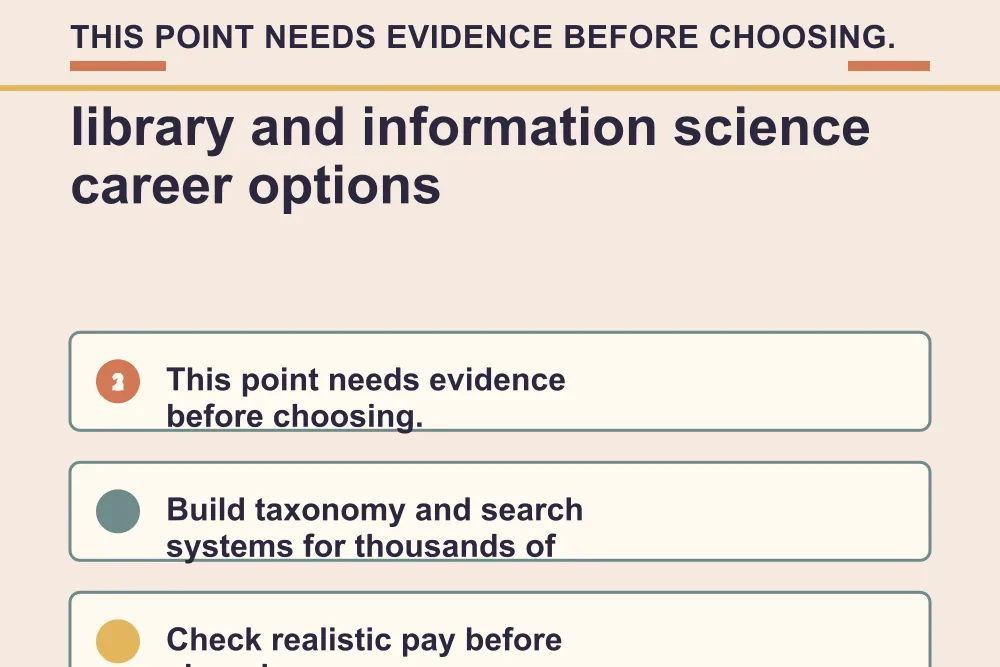 THIS POINT NEEDS EVIDENCE BEFORE CHOOSING.
library and information science
career options
This point needs evidence
before choosing.
Build taxonomy and search
systems for thousands of
Check realistic pay before